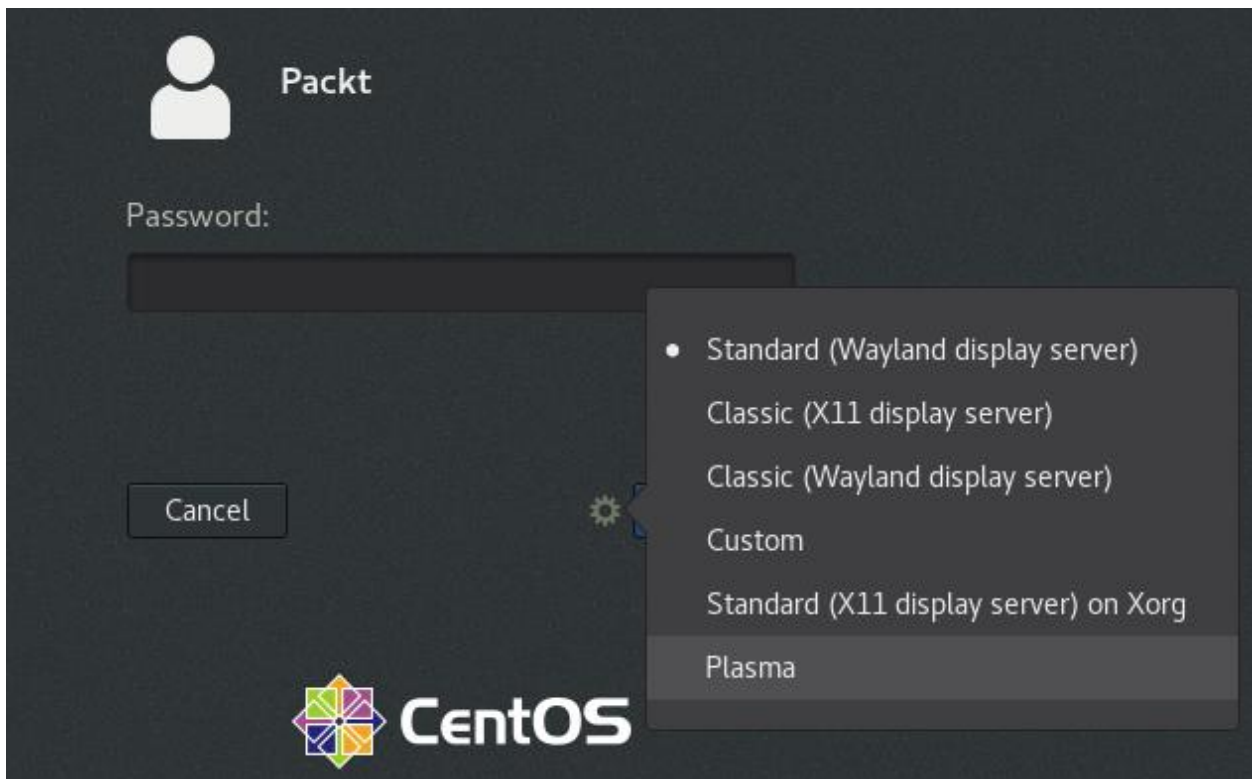 Packt
Password:
Standard (Wayland display server)
Classic (X11 display server)
Classic (Wayland display server)
Cancel
Custom
Standard (X11 display server) on Xorg
Plasma
CentOS